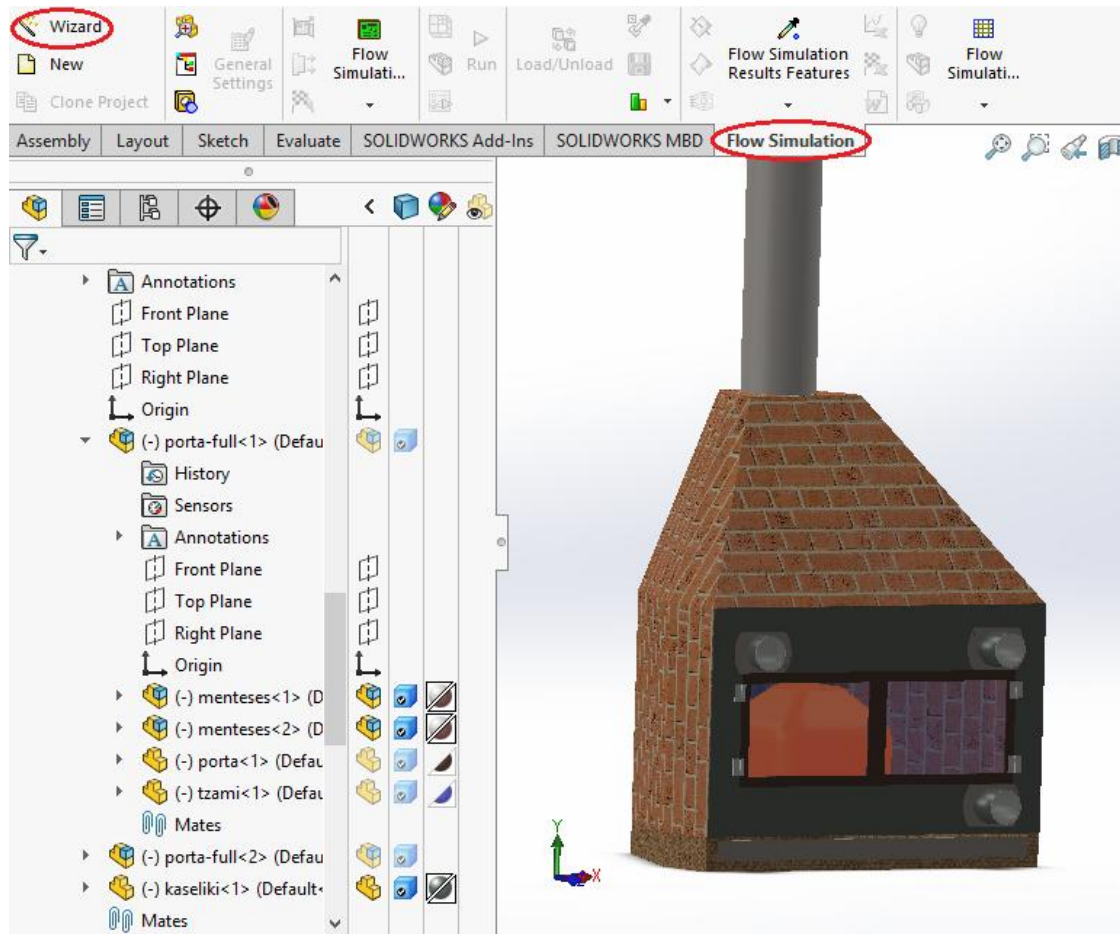 Wizard
New
Clone Project
General
Settings
Flow
Simulati...
Run
Load/Unload
Flow Simulation
Results Features
Flow
Simulati...
Assembly
Layout
Sketch
Evaluate
SOLIDWORKS Add-Ins
SOLIDWORKS MBD
Flow Simulation
Annotations
Front Plane
Top Plane
Right Plane
Origin
(-) porta-full<1> (Defau
History
Sensors
Annotations
Front Plane
Top Plane
Right Plane
Origin
(-) menteses<1> (D
(-) menteses<2> (D
(-) porta<1> (Defau
(-) tzami<1> (Defau
Mates
(-) porta-full<2> (Defau
(-) kaseliki<1> (Default<
Mates
Y
X
Z